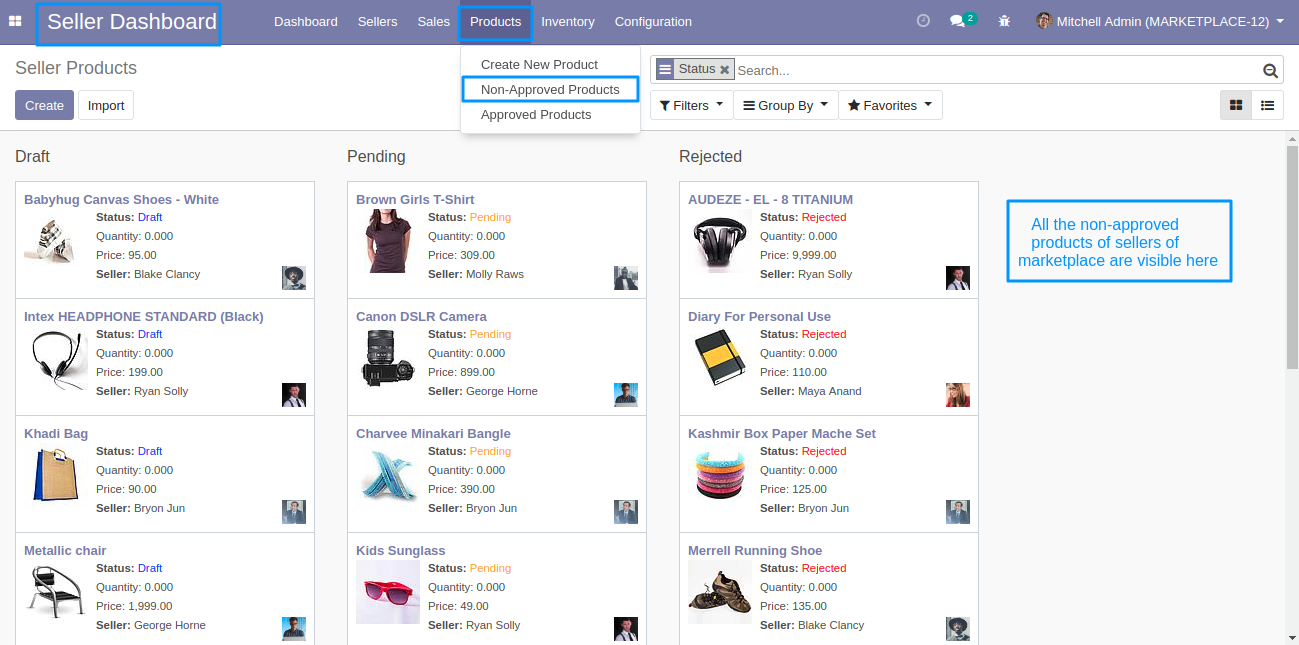 Seller Dashboard
Dashboard Sellers Sales Products Inventory Configuration
2 Mitchell Admin (MARKETPLACE-12)
Seller Products
Create New Product
Non-Approved Products
Approved Products
Status Search...
Create Import
Filters Group By Favorites
Draft
Babyhug Canvas Shoes - White
Status: Draft
Quantity: 0.000
Price: 95.00
Seller: Blake Clancy
Intex HEADPHONE STANDARD (Black)
Status: Draft
Quantity: 0.000
Price: 199.00
Seller: Ryan Solly
Khadi Bag
Status: Draft
Quantity: 0.000
Price: 90.00
Seller: Bryon Jun
Metallic chair
Status: Draft
Quantity: 0.000
Price: 1,999.00
Seller: George Horne
Pending
Brown Girls T-Shirt
Status: Pending
Quantity: 0.000
Price: 309.00
Seller: Molly Raws
Canon DSLR Camera
Status: Pending
Quantity: 0.000
Price: 899.00
Seller: George Horne
Charvee Minakari Bangle
Status: Pending
Quantity: 0.000
Price: 390.00
Seller: Bryon Jun
Kids Sunglass
Status: Pending
Quantity: 0.000
Price: 49.00
Seller: Ryan Solly
Rejected
AUDEZE - EL - 8 TITANIUM
Status: Rejected
Quantity: 0.000
Price: 9,999.00
Seller: Ryan Solly
Diary For Personal Use
Status: Rejected
Quantity: 0.000
Price: 110.00
Seller: Maya Anand
Kashmir Box Paper Mache Set
Status: Rejected
Quantity: 0.000
Price: 125.00
Seller: Bryon Jun
Merrell Running Shoe
Status: Rejected
Quantity: 0.000
Price: 135.00
Seller: Blake Clancy
All the non-approved
products of sellers of
marketplace are visible here